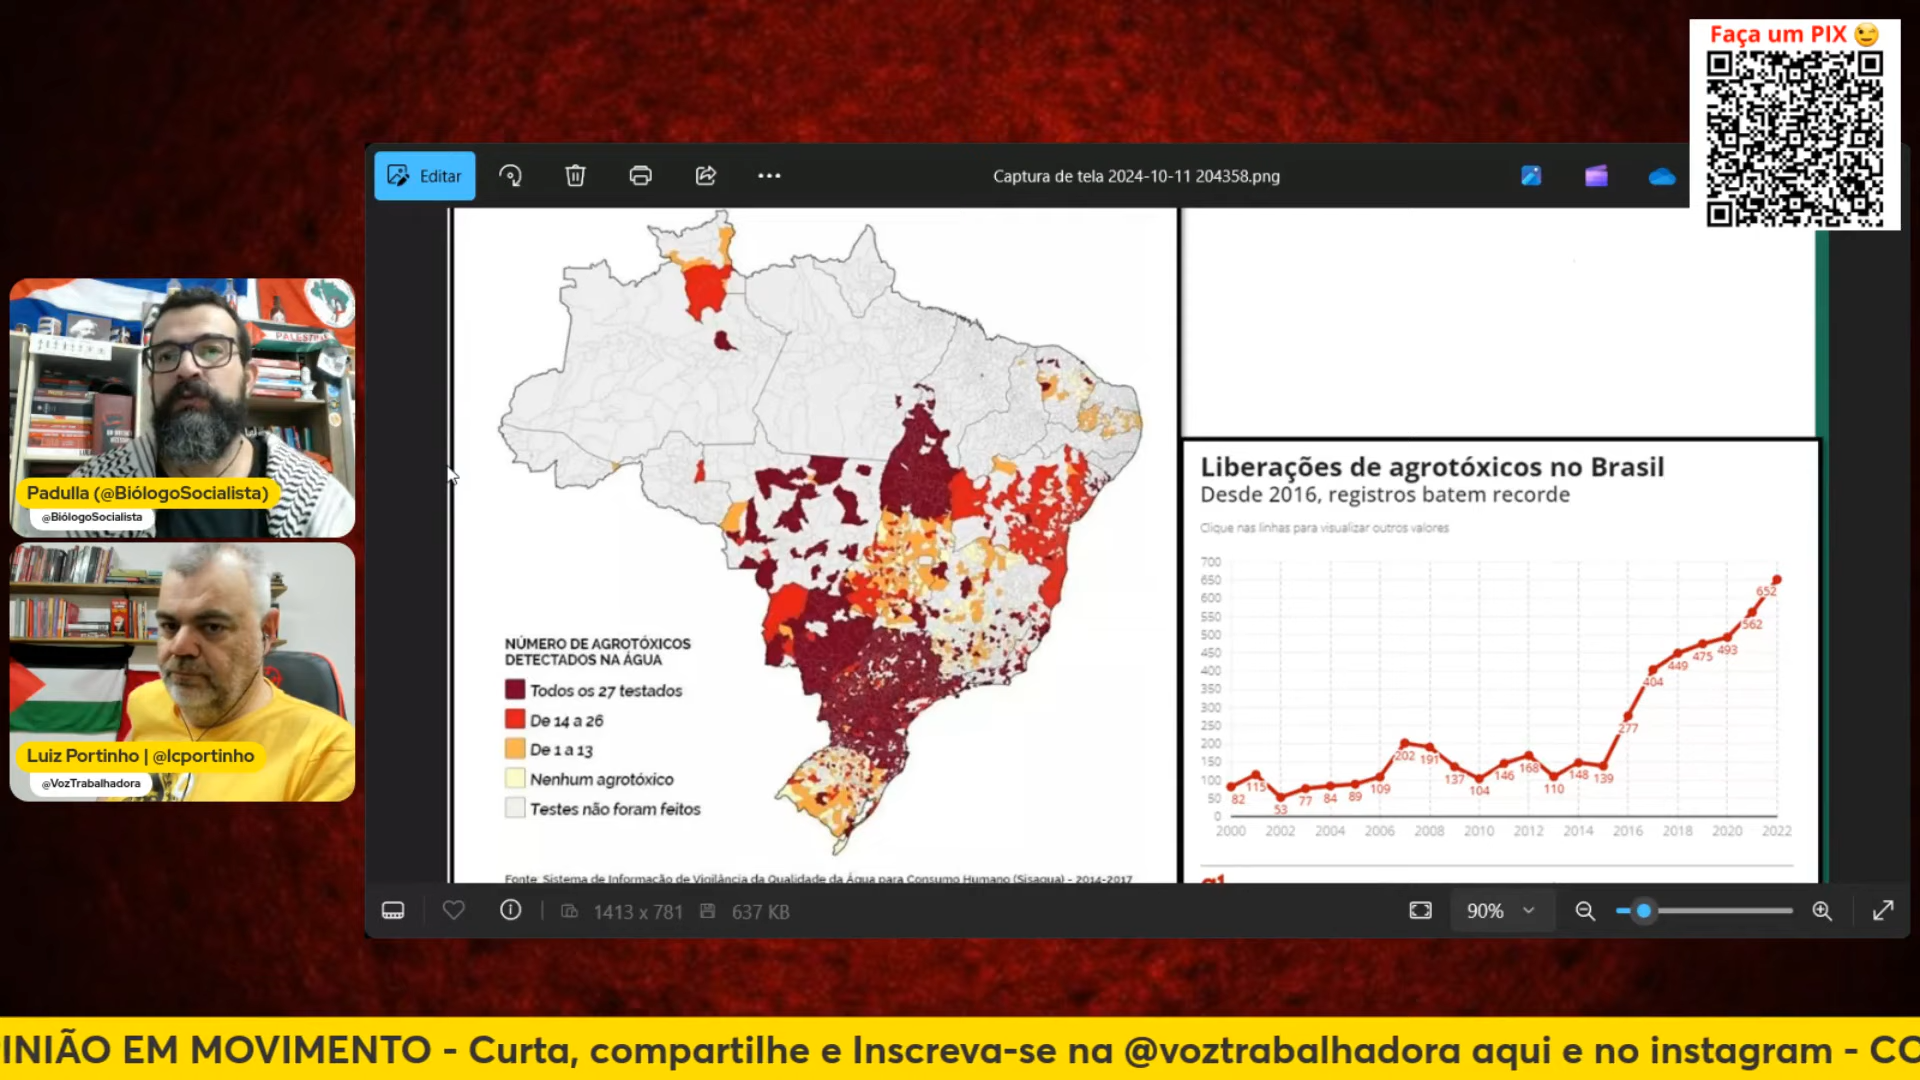 Faça um PIX 😉
Editar
Captura de tela 2024-10-11 204358.png
PALESTIN
Padulla (@BiólogoSocialista)
@BiólogoSocialista
Luiz Portinho | @lcportinho
@VozTrabalhadora
NÚMERO DE AGROTÓXICOS
DETECTADOS NA ÁGUA
Todos os 27 testados
De 14 a 26
De 1 a 13
Nenhum agrotóxico
Testes não foram feitos
Fonte: Sistema de Informação de Vigilância da Qualidade da Água para Consumo Humano (Sisagua) - 2014-2017
Liberações de agrotóxicos no Brasil
Desde 2016, registros batem recorde
Clique nas linhas para visualizar outros valores
700
650
600
550
500
450
400
350
300
250
200
150
100
50
0
82
115
53
77
84
89
109
202
191
137
104
146
168
110
148
139
277
404
449
475
493
562
652
2000 2002 2004 2006 2008 2010 2012 2014 2016 2018 2020 2022
g1
1413 x 781
637 KB
90%
INIÃO EM MOVIMENTO - Curta, compartilhe e Inscreva-se na @voztrabalhadora aqui e no instagram - CO